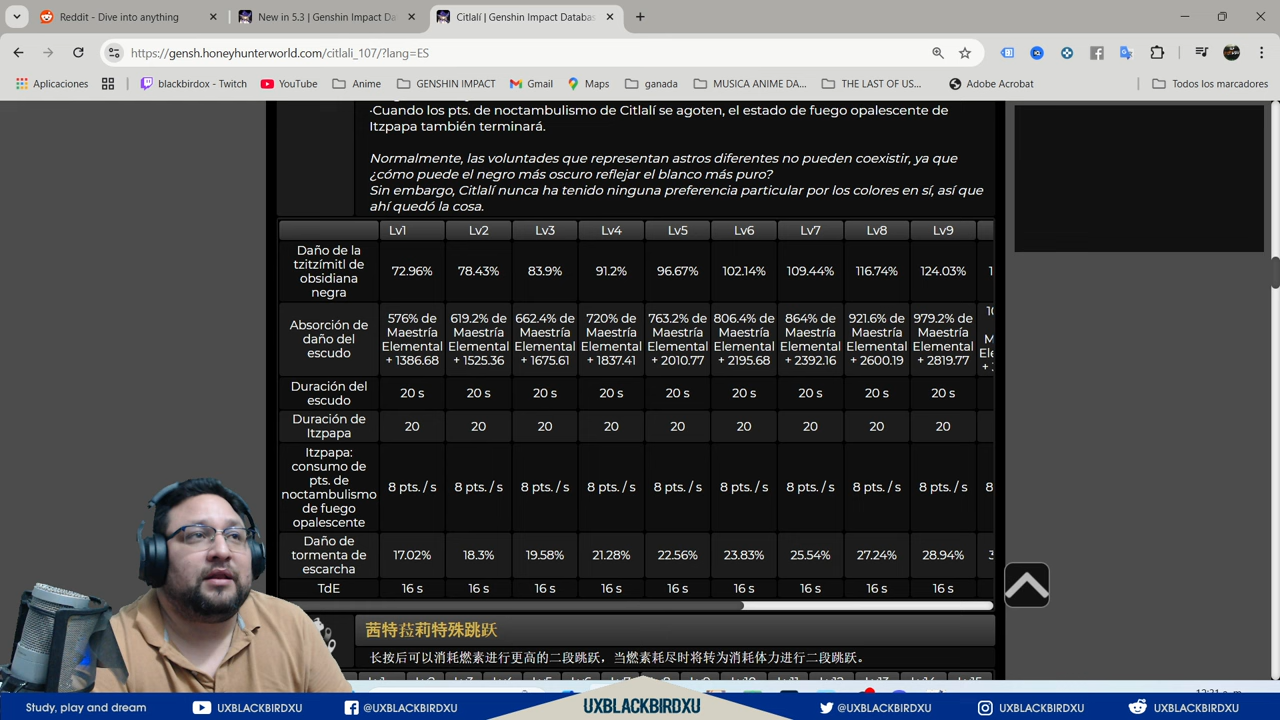 Reddit - Dive into anything
New in 5.3 | Genshin Impact Da
Citlalí | Genshin Impact Databas
https://gensh.honeyhunterworld.com/citlali_107/?lang=ES
Aplicaciones
blackbirdox - Twitch
YouTube
Anime
GENSHIN IMPACT
Gmail
Maps
ganada
MUSICA ANIME DA...
THE LAST OF US...
Adobe Acrobat
Todos los marcadores
·Cuando los pts. de noctambulismo de Citlalí se agoten, el estado de fuego opalescente de
Itzpapa también terminará.
Normalmente, las voluntades que representan astros diferentes no pueden coexistir, ya que
¿cómo puede el negro más oscuro reflejar el blanco más puro?
Sin embargo, Citlalí nunca ha tenido ninguna preferencia particular por los colores en sí, así que
ahí quedó la cosa.
Lv1 Lv2 Lv3 Lv4 Lv5 Lv6 Lv7 Lv8 Lv9
Daño de la
tzitzímitl de
obsidiana
negra
72.96% 78.43% 83.9% 91.2% 96.67% 102.14% 109.44% 116.74% 124.03%
Absorción de
daño del
escudo
576% de 619.2% de 662.4% de 720% de 763.2% de 806.4% de 864% de 921.6% de 979.2% de
Maestría Maestría Maestría Maestría Maestría Maestría Maestría Maestría Maestría
Elemental Elemental Elemental Elemental Elemental Elemental Elemental Elemental Elemental
+ 1386.68 + 1525.36 + 1675.61 + 1837.41 + 2010.77 + 2195.68 + 2392.16 + 2600.19 + 2819.77
Duración del
escudo
20 s 20 s 20 s 20 s 20 s 20 s 20 s 20 s 20 s
Duración de
Itzpapa
20 20 20 20 20 20 20 20 20
Itzpapa:
consumo de
pts. de
noctambulismo
de fuego
opalescente
8 pts. / s 8 pts. / s 8 pts. / s 8 pts. / s 8 pts. / s 8 pts. / s 8 pts. / s 8 pts. / s 8 pts. / s 8
Daño de
tormenta de
escarcha
17.02% 18.3% 19.58% 21.28% 22.56% 23.83% 25.54% 27.24% 28.94%
TdE 16 s 16 s 16 s 16 s 16 s 16 s 16 s 16 s 16 s
茜特菈莉特殊跳跃
长按后可以消耗燃素进行更高的二段跳跃，当燃素耗尽时将转为消耗体力进行二段跳跃。
Study, play and dream
UXBLACKBIRDXU
@UXBLACKBIRDXU
UXBLACKBIRDXU
@UXBLACKBIRDXU
UXBLACKBIRDXU
UXBLACKBIRDXU